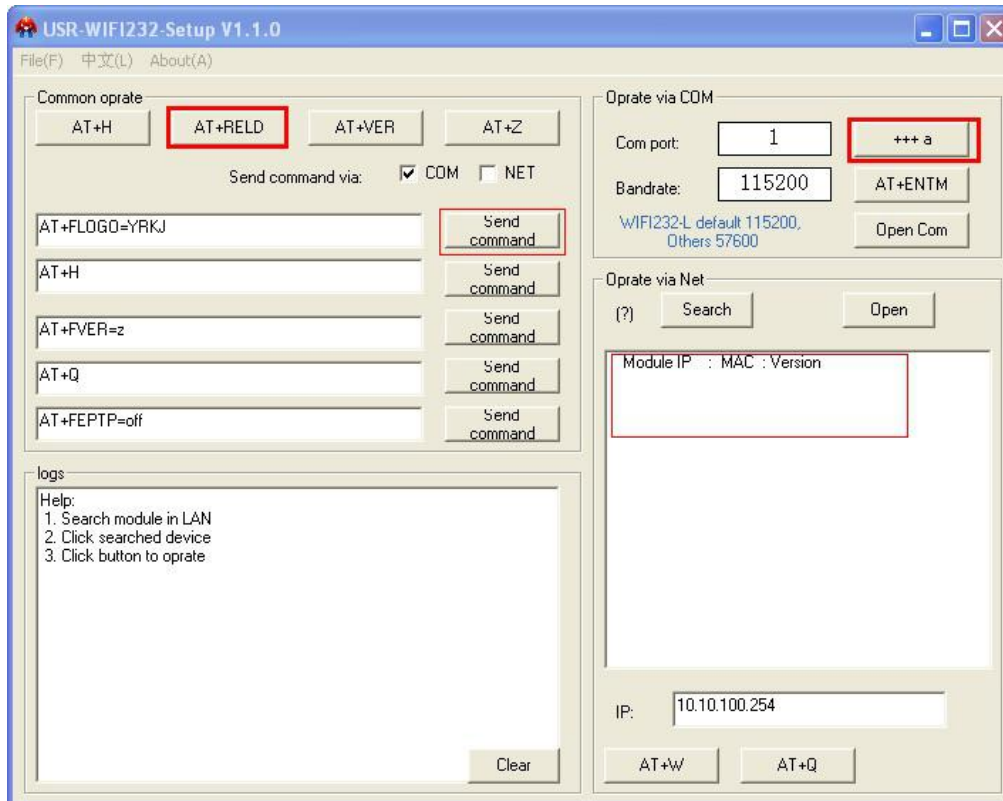 USR-WIFI232-Setup V1.1.0
File(F) 中文(L) About(A)
Common oprate
AT+H AT+RELD AT+VER AT+Z
Send command via: COM NET
AT+FLOGO=YRKJ Send command
AT+H Send command
AT+FVER=z Send command
AT+Q Send command
AT+FEPTP=off Send command
logs
Help:
1. Search module in LAN
2. Click searched device
3. Click button to oprate
Clear
Oprate via COM
Com port: 1 +++ a
Bandrate: 115200 AT+ENTM
WIFI232-L default 115200,
Others 57600
Open Com
Oprate via Net
(?) Search Open
Module IP : MAC : Version
IP: 10.10.100.254
AT+W AT+Q